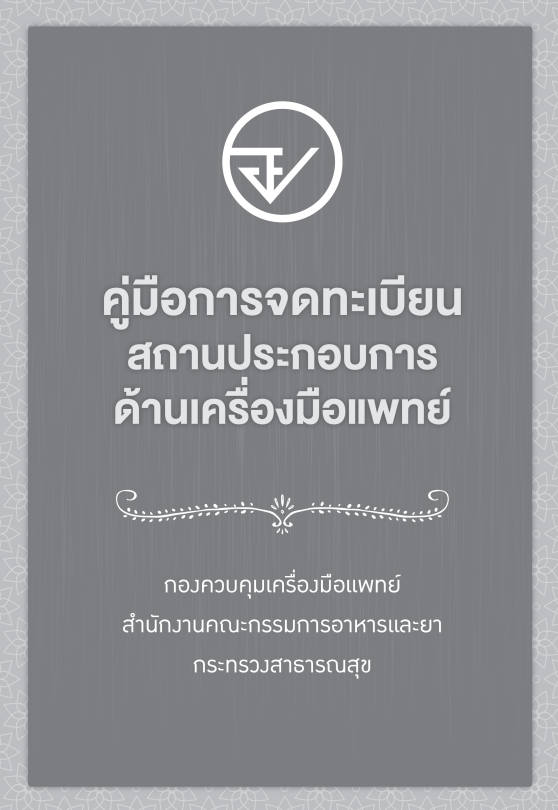 คู่มือการจดทะเบียน
สถานประกอบการ
ด้านเครื่องมือแพทย์
กองควบคุมเครื่องมือแพทย์
สำนักงานคณะกรรมการอาหารและยา
กระทรวงสาธารณสุข